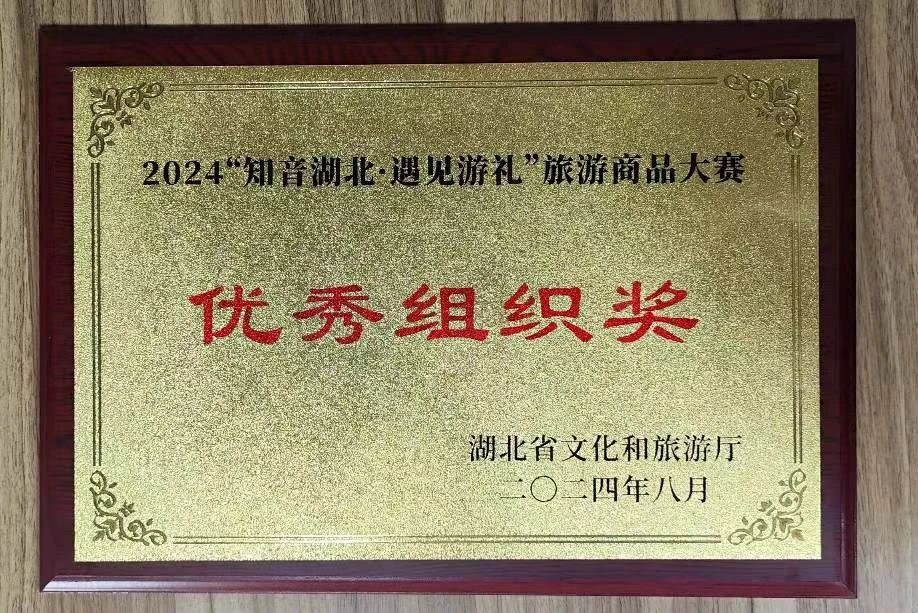 2024“知音湖北·遇见游礼”旅游商品大赛
优秀组织奖
湖北省文化和旅游厅
二〇二四年八月